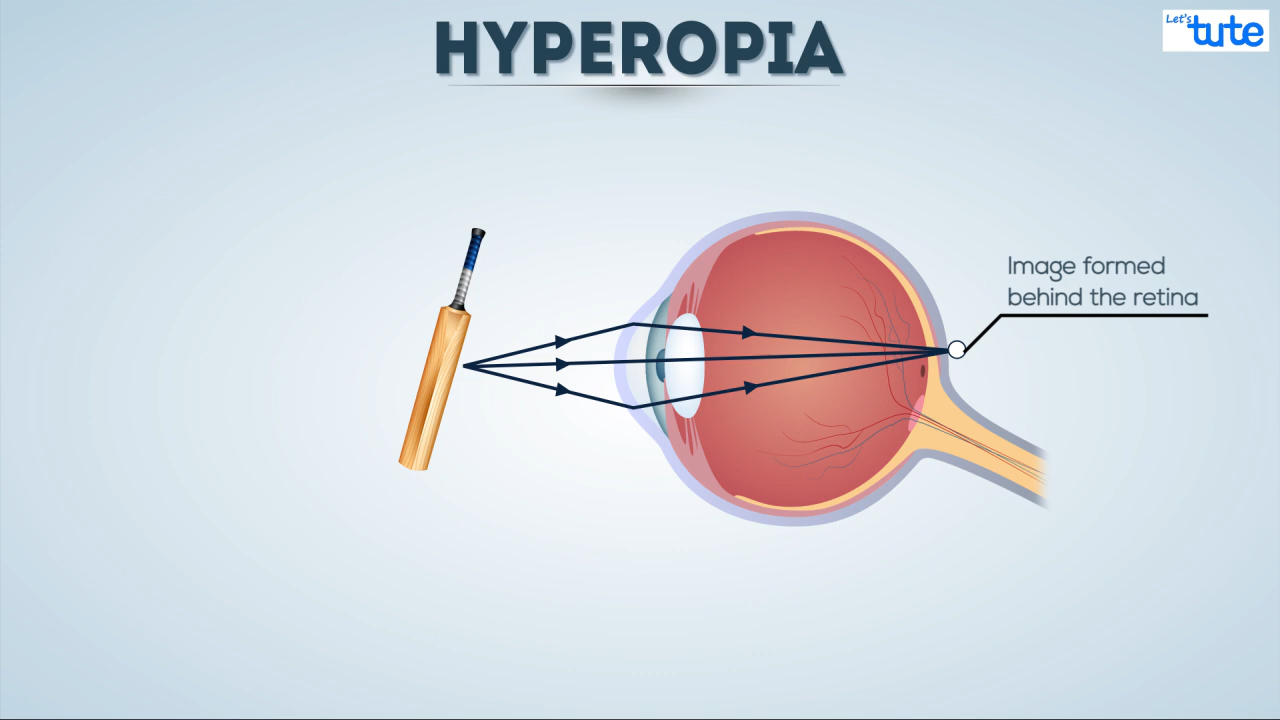 HYPEROPIA
Let's
tute
Image formed
behind the retina